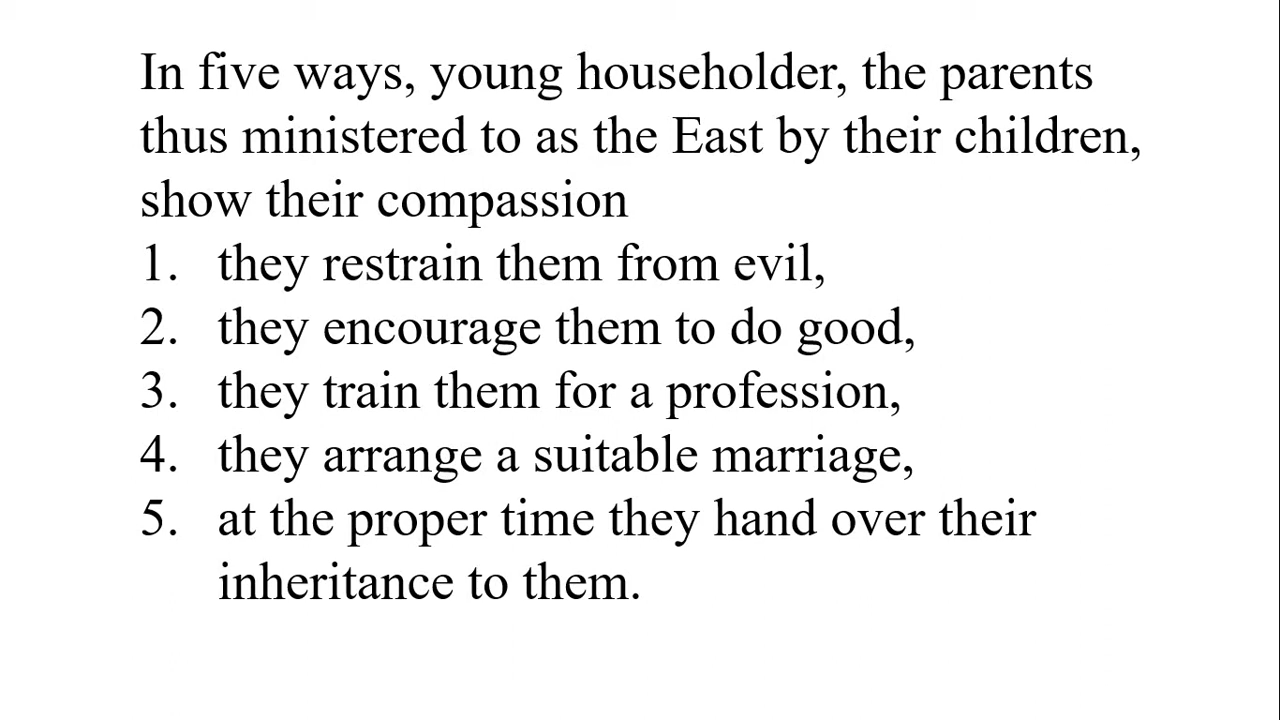 In five ways, young householder, the parents
thus ministered to as the East by their children,
show their compassion
1. they restrain them from evil,
2. they encourage them to do good,
3. they train them for a profession,
4. they arrange a suitable marriage,
5. at the proper time they hand over their
inheritance to them.